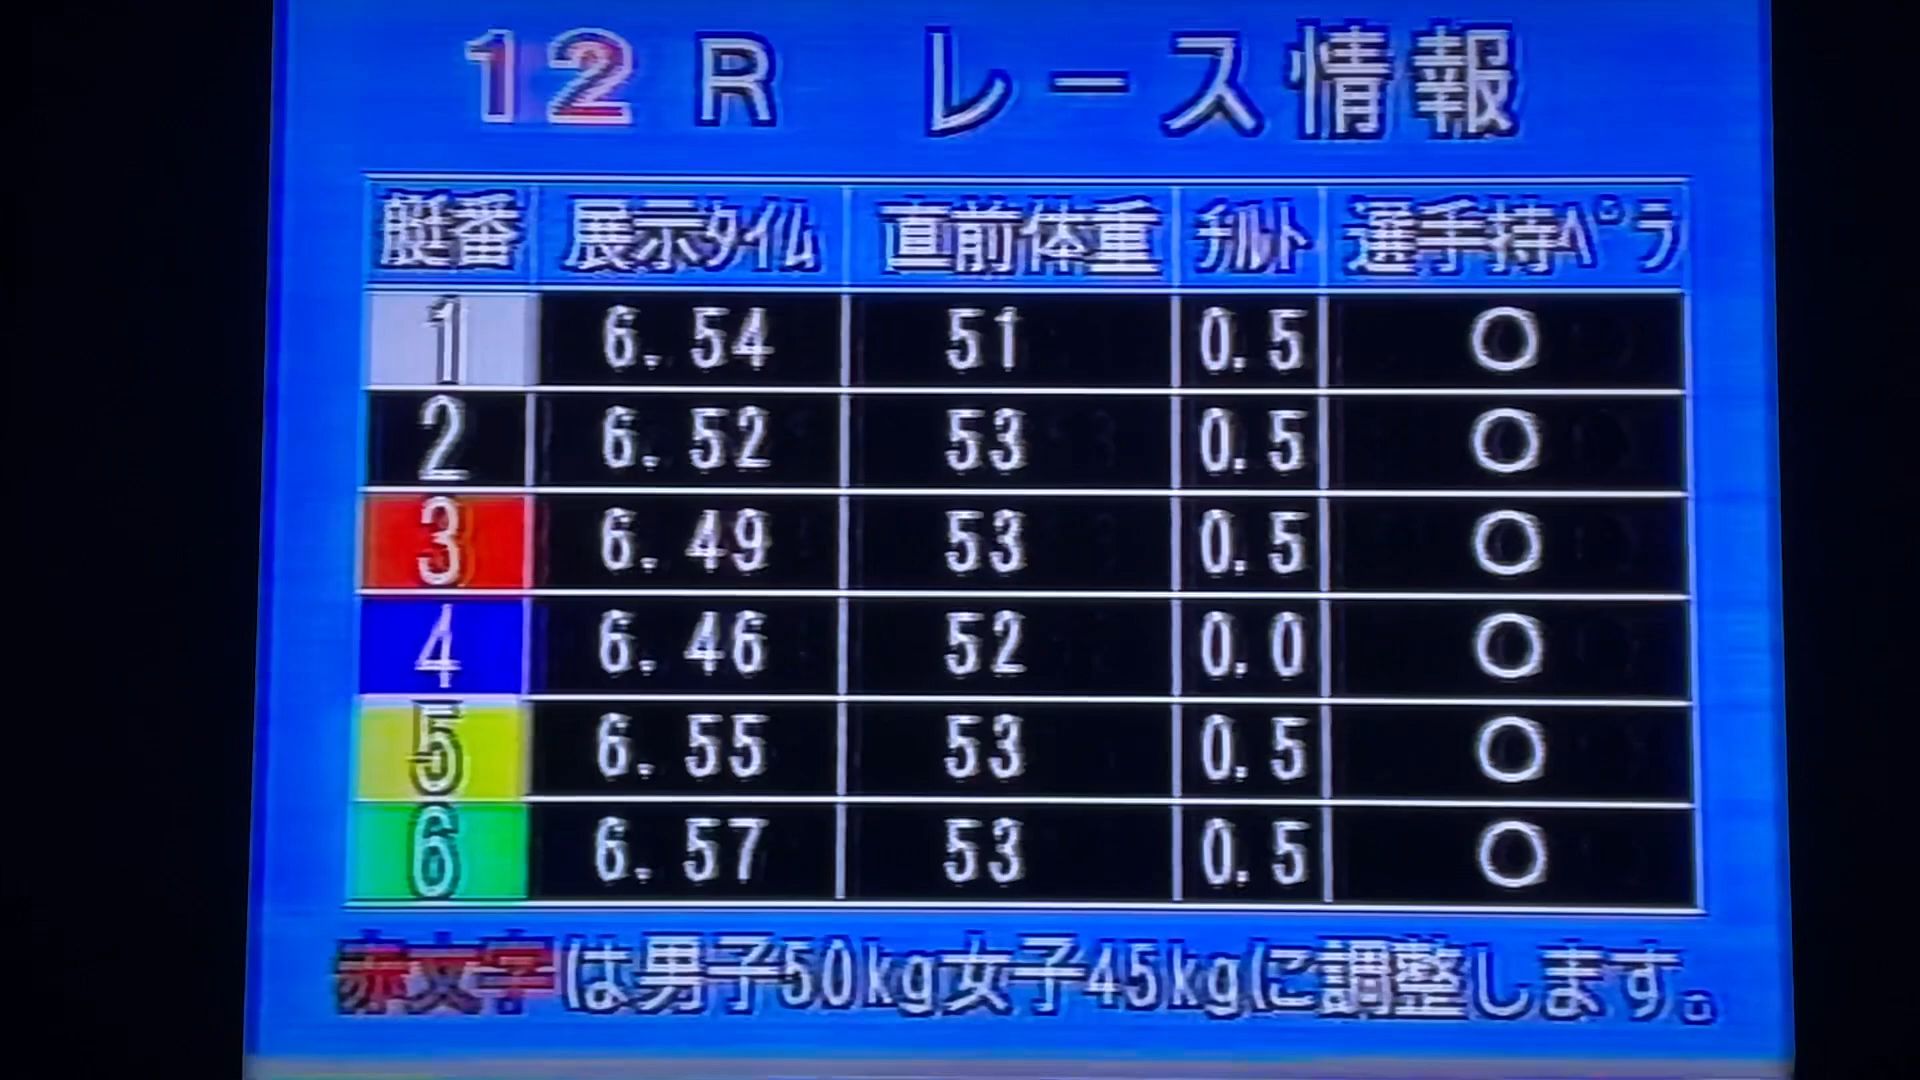 12R レース情報
艇番 展示タイム 直前体重 チルト 選手持ペラ
1 6.54 51 0.5 ○
2 6.52 53 0.5 ○
3 6.49 53 0.5 ○
4 6.46 52 0.0 ○
5 6.55 53 0.5 ○
6 6.57 53 0.5 ○
赤文字は男子50kg女子45kgに調整します。